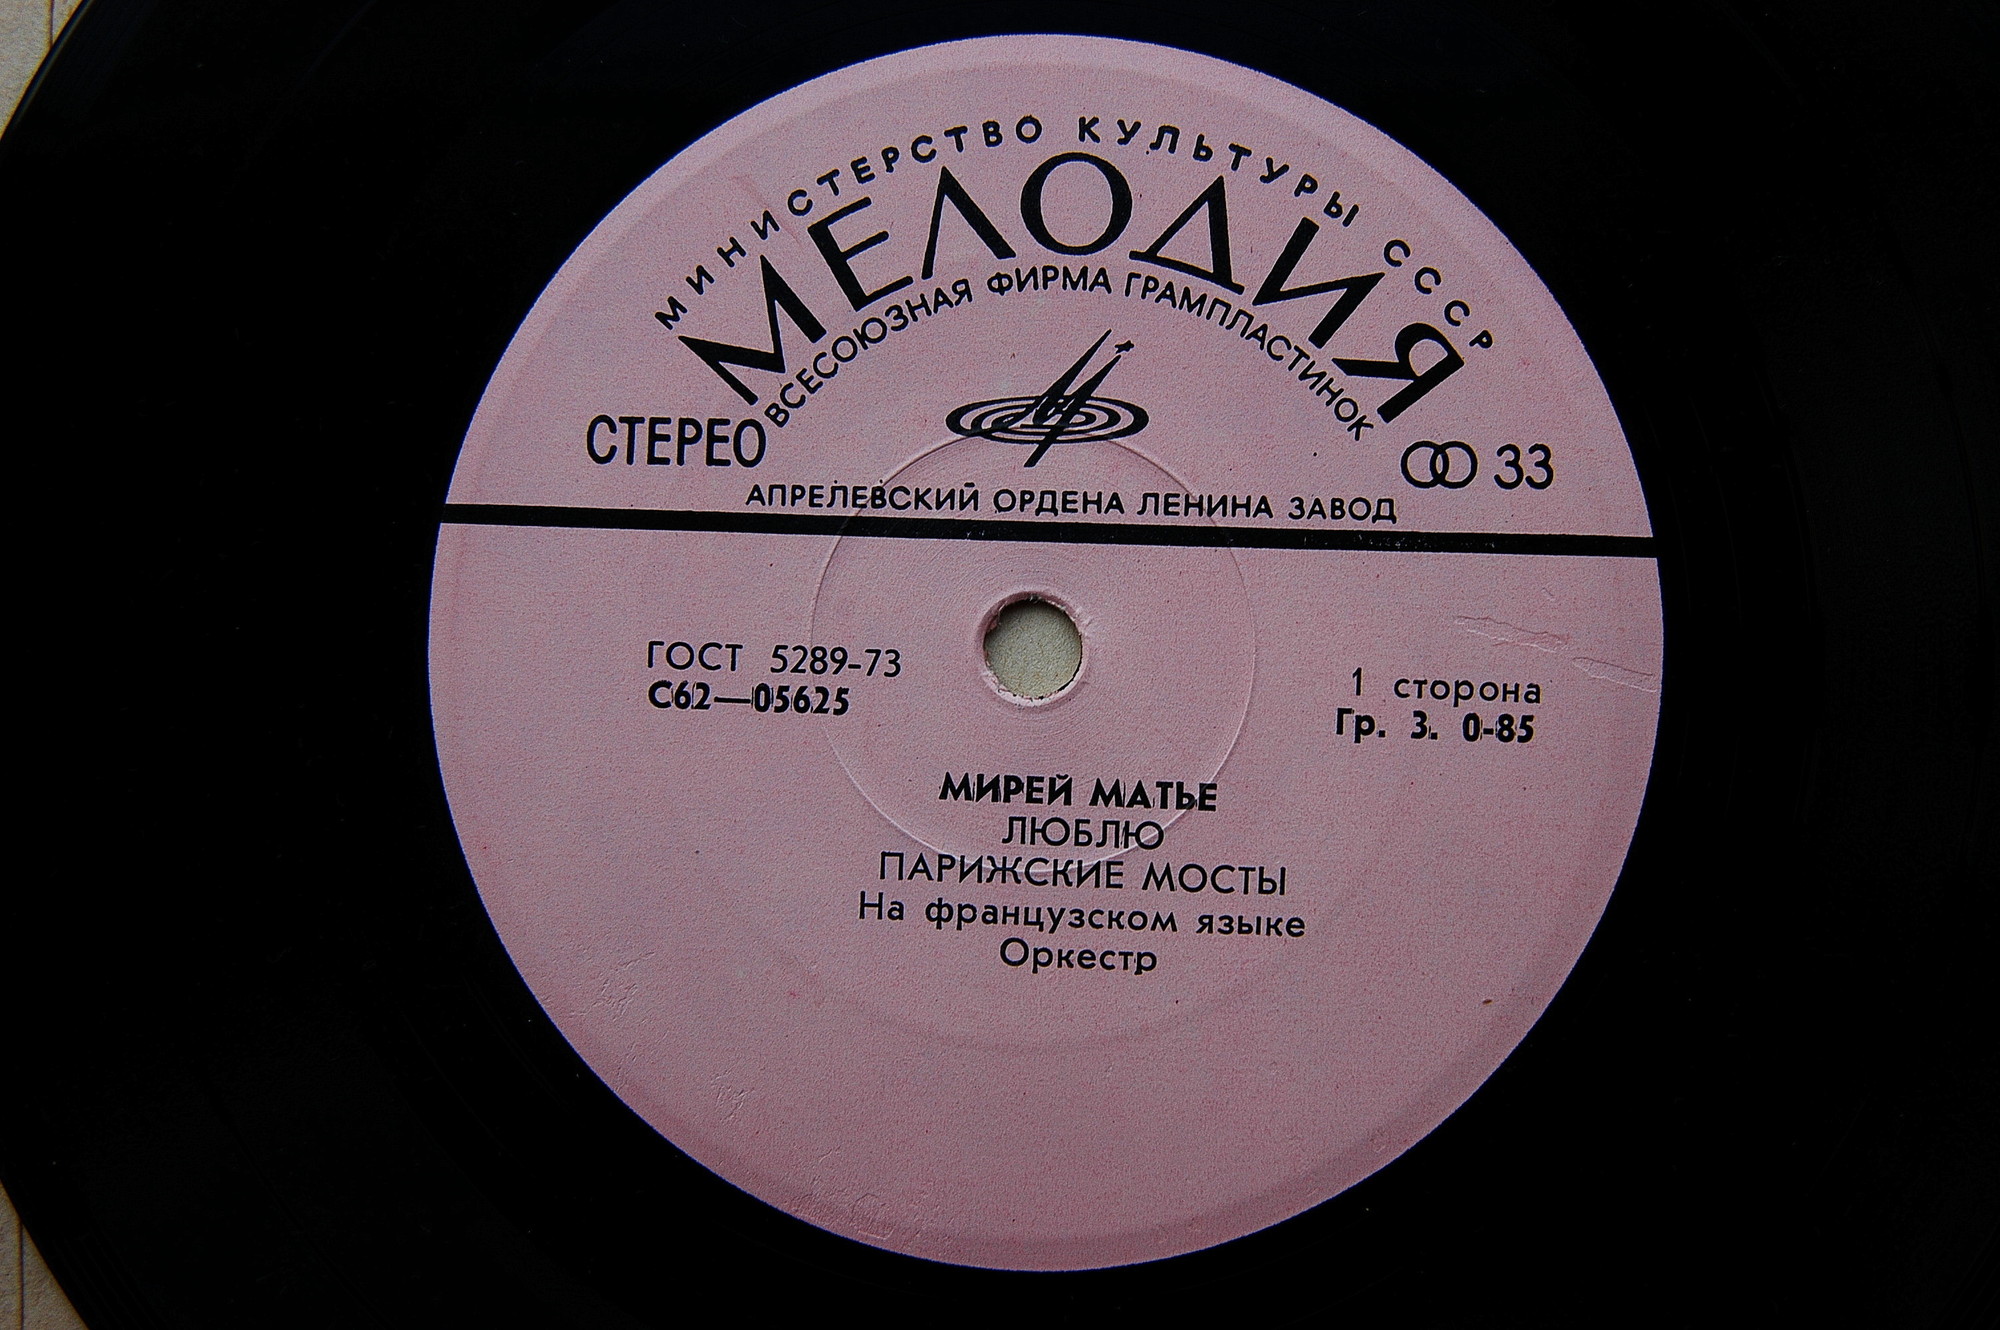 МИНИСТЕРСТВО КУЛЬТУРЫ СССР
МЕЛОДИЯ
ВСЕСОЮЗНАЯ ФИРМА ГРАМПЛАСТИНОК
СТЕРЕО
33
АПРЕЛЕВСКИЙ ОРДЕНА ЛЕНИНА ЗАВОД
ГОСТ 5289-73
С62—05625
1 сторона
Гр. 3. 0-85
МИРЕЙ МАТЬЕ
ЛЮБЛЮ
ПАРИЖСКИЕ МОСТЫ
На французском языке
Оркестр